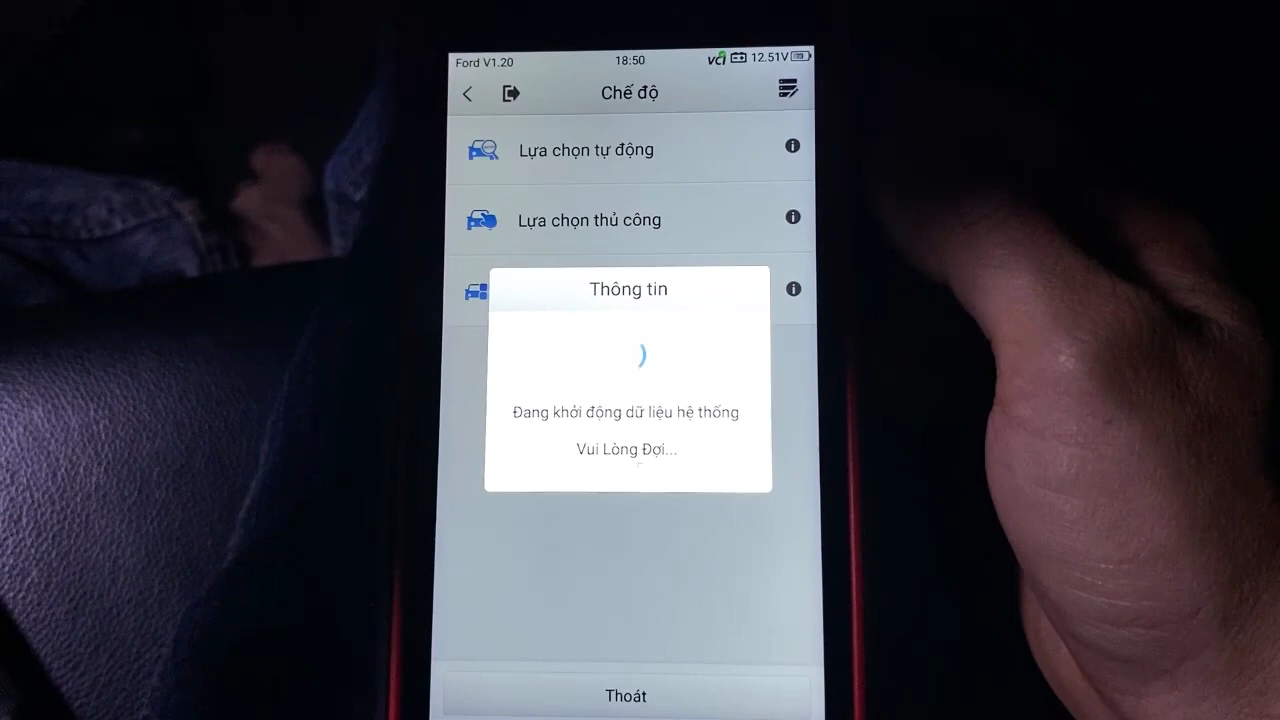 Ford V1.20 18:50 VCI 12.51V
Chế độ
Lựa chọn tự động
Lựa chọn thủ công
Thông tin
Đang khởi động dữ liệu hệ thống
Vui Lòng Đợi...
Thoát